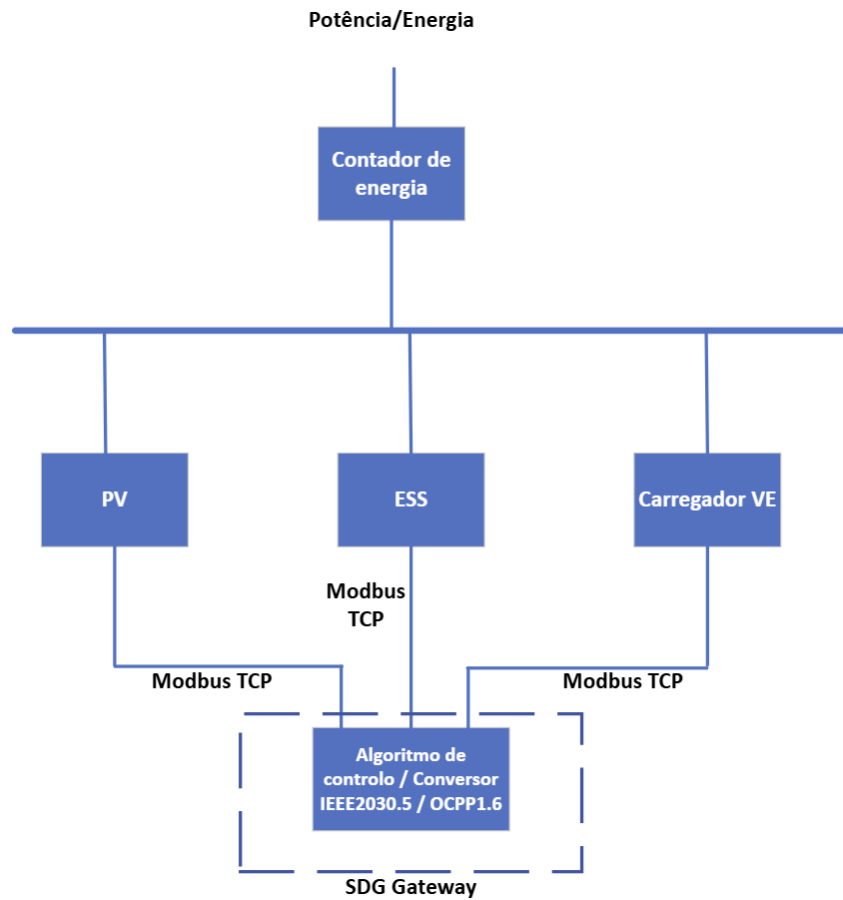 Potência/Energia
Contador de
energia
PV
ESS
Carregador VE
Modbus
TCP
Modbus TCP
Modbus TCP
Algoritmo de
controlo / Conversor
IEEE2030.5 / OCPP1.6
SDG Gateway